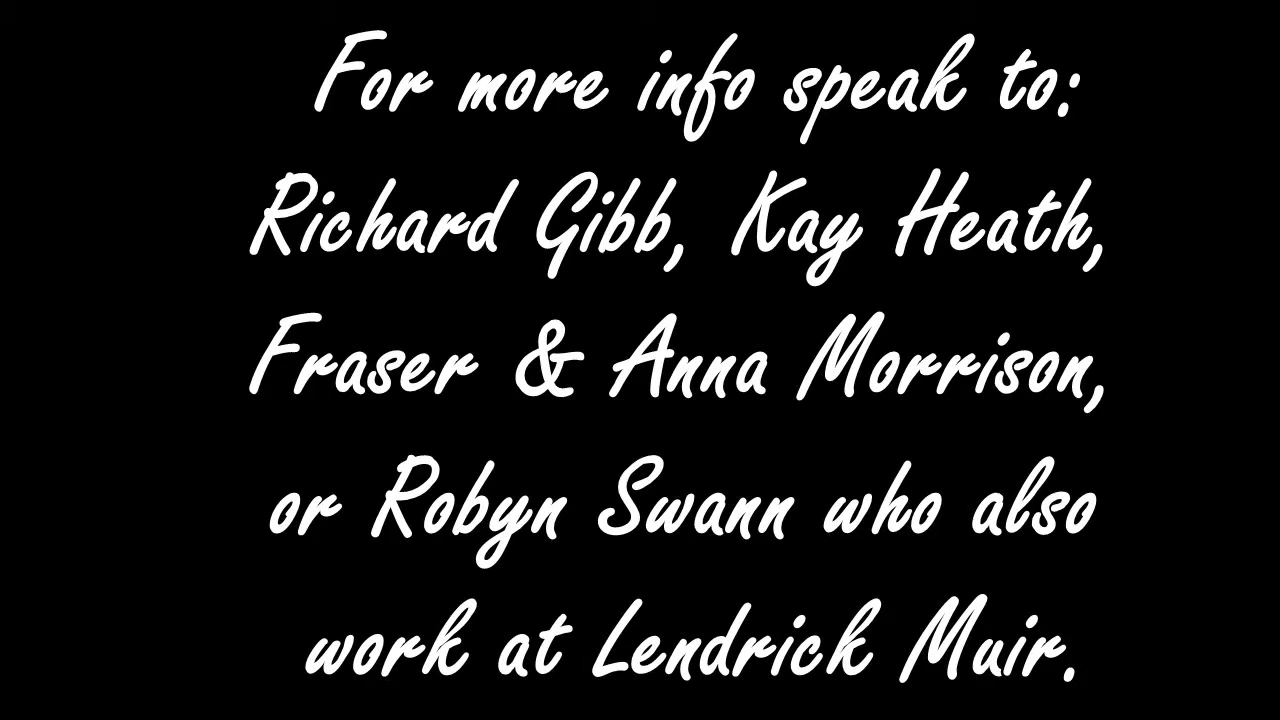 For more info speak to:
Richard Gibb, Kay Heath,
Fraser & Anna Morrison,
or Robyn Swann who also
work at Lendrick Muir.